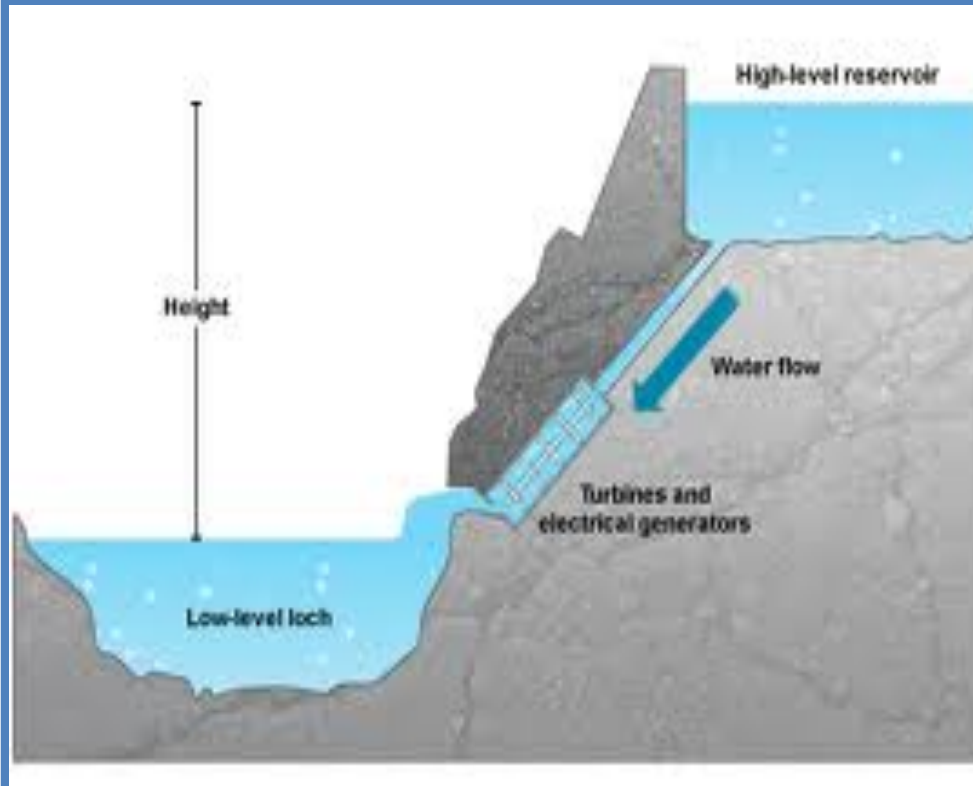 High-level reservoir
Height
Water flow
Turbines and
electrical generators
Low-level loch